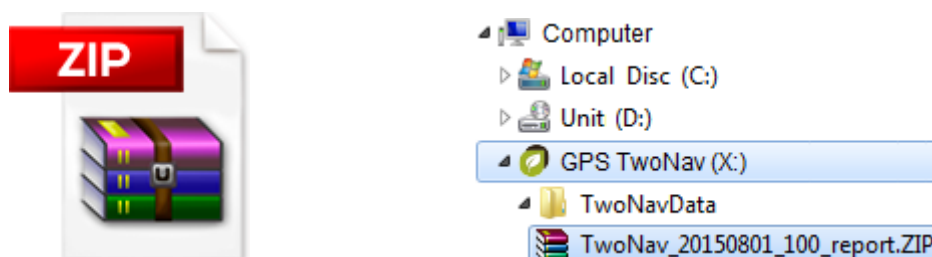 ZIP
Computer
Local Disc (C:)
Unit (D:)
GPS TwoNav (X:)
TwoNavData
TwoNav_20150801_100_report.ZIP